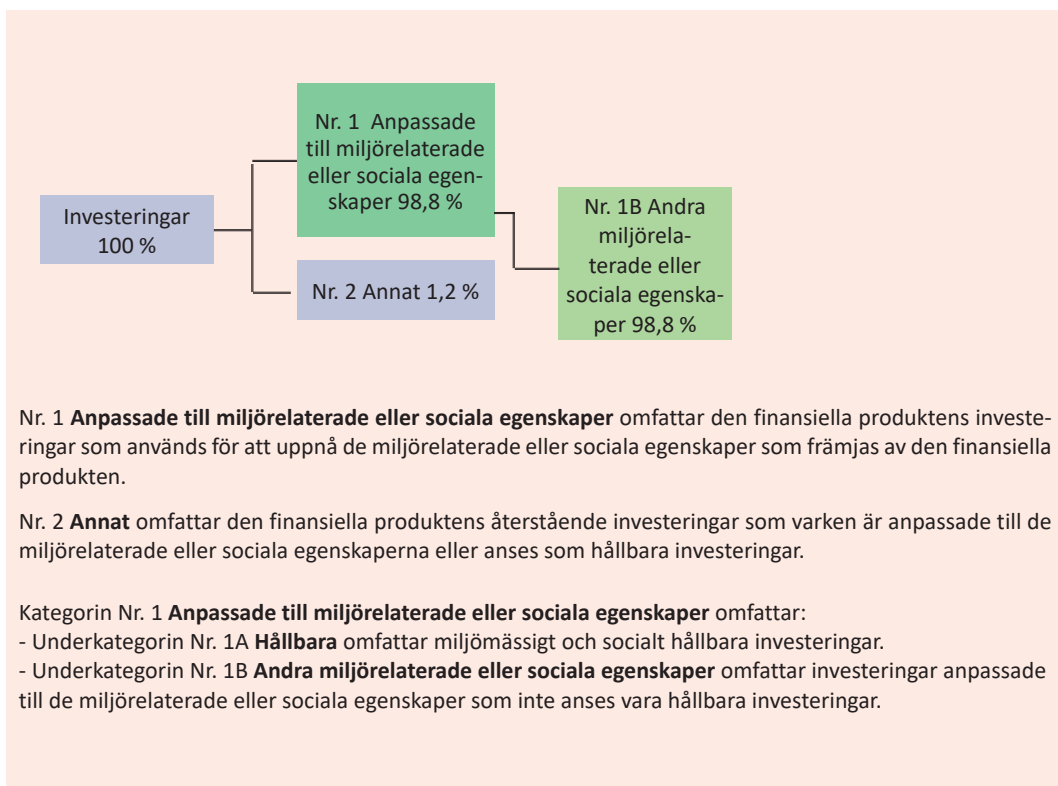 Nr. 1 Anpassade
till miljörelaterade
eller sociala egen-
skaper 98,8 %
Investeringar
100 %
Nr. 2 Annat 1,2 %
Nr. 1B Andra
miljörela-
terade eller
sociala egenska-
per 98,8 %
Nr. 1 Anpassade till miljörelaterade eller sociala egenskaper omfattar den finansiella produktens investe-
ringar som används för att uppnå de miljörelaterade eller sociala egenskaper som främjas av den finansiella
produkten.
Nr. 2 Annat omfattar den finansiella produktens återstående investeringar som varken är anpassade till de
miljörelaterade eller sociala egenskaperna eller anses som hållbara investeringar.
Kategorin Nr. 1 Anpassade till miljörelaterade eller sociala egenskaper omfattar:
- Underkategorin Nr. 1A Hållbara omfattar miljömässigt och socialt hållbara investeringar.
- Underkategorin Nr. 1B Andra miljörelaterade eller sociala egenskaper omfattar investeringar anpassade
till de miljörelaterade eller sociala egenskaper som inte anses vara hållbara investeringar.